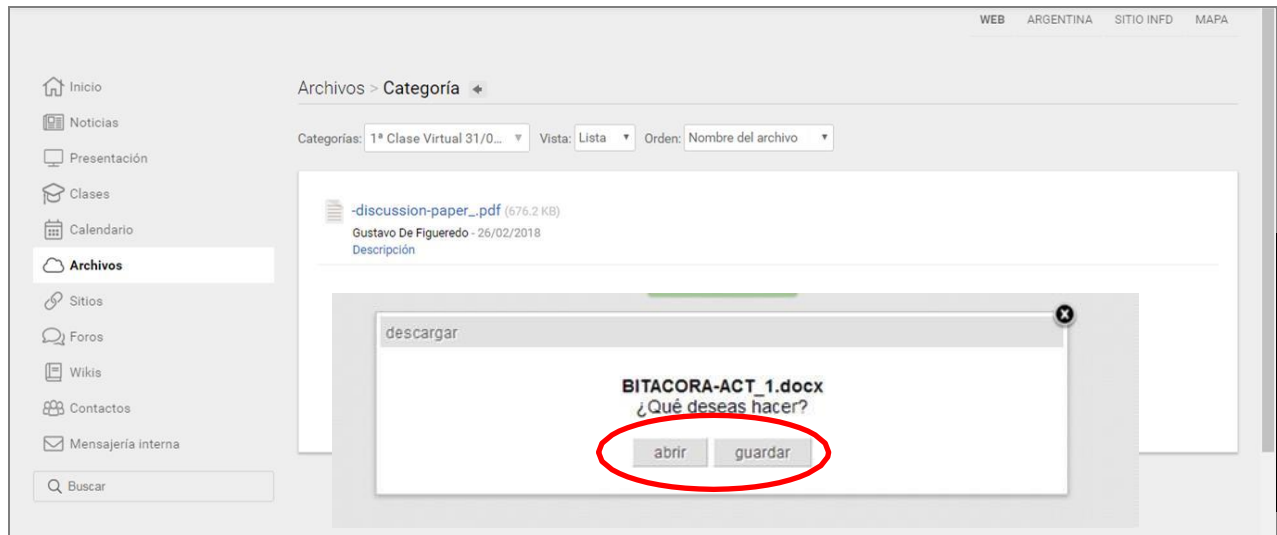 WEB ARGENTINA SITIO INFD MAPA
Inicio
Noticias
Presentación
Clases
Calendario
Archivos
Sitios
Foros
Wikis
Contactos
Mensajería interna
Buscar
Archivos > Categoría
Categorías: 1ª Clase Virtual 31/0... Vista: Lista Orden: Nombre del archivo
-discussion-paper_.pdf (676.2 KB)
Gustavo De Figueredo - 26/02/2018
Descripción
descargar
BITACORA-ACT_1.docx
¿Qué deseas hacer?
abrir guardar